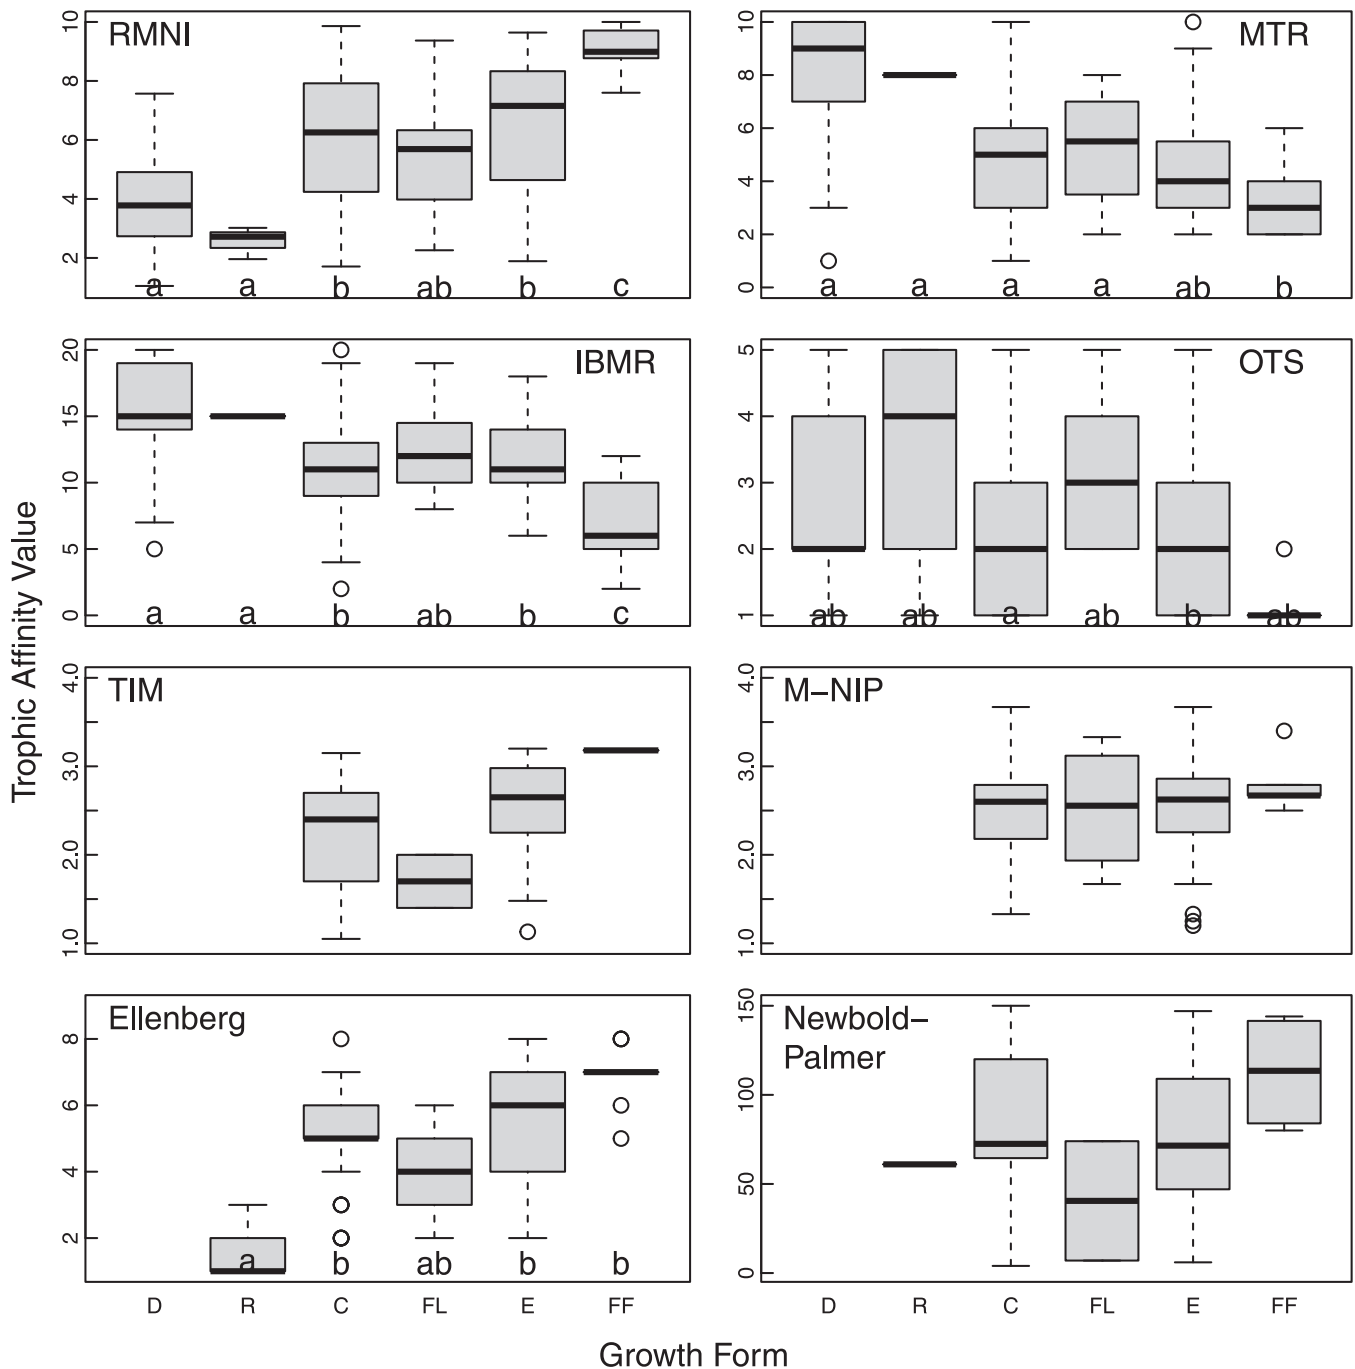 RMNI
2
4
6
8
10
a a b ab b c
MTR
0
2
4
6
8
10
a a a a ab b
IBMR
0
5
10
15
20
a a b ab b c
OTS
1
2
3
4
5
ab ab a ab b ab
TIM
1.0
2.0
3.0
4.0
M–NIP
1.0
2.0
3.0
4.0
Ellenberg
2
4
6
8
a b ab b b
D R C FL E FF
Newbold–
Palmer
0
50
100
150
D R C FL E FF
Trophic Affinity Value
Growth Form